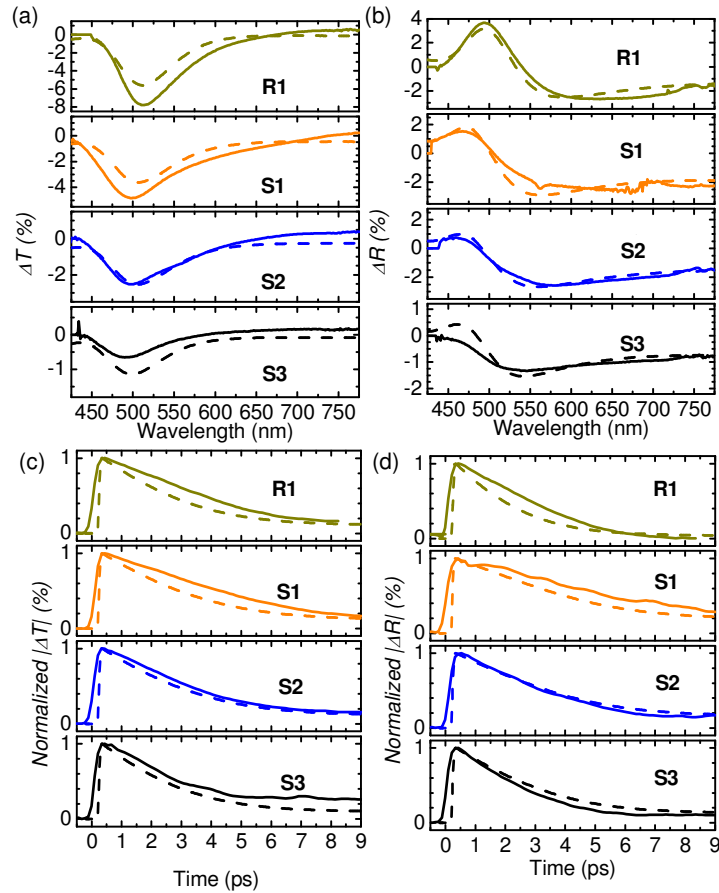 (a)
0
-2
-4
-6
-8
R1
0
-2
-4
S1
0
-2
S2
0
-1
S3
ΔT (%)
450 500 550 600 650 700 750
Wavelength (nm)
(b)
4
2
0
-2
R1
2
0
-2
S1
2
0
-2
S2
1
0
-1
-2
S3
ΔR (%)
450 500 550 600 650 700 750
Wavelength (nm)
(c)
1
0
R1
1
0
S1
1
0
S2
1
0
S3
Normalized |ΔT| (%)
0 1 2 3 4 5 6 7 8 9
Time (ps)
(d)
1
0
R1
1
0
S1
1
0
S2
1
0
S3
Normalized |ΔR| (%)
0 1 2 3 4 5 6 7 8 9
Time (ps)